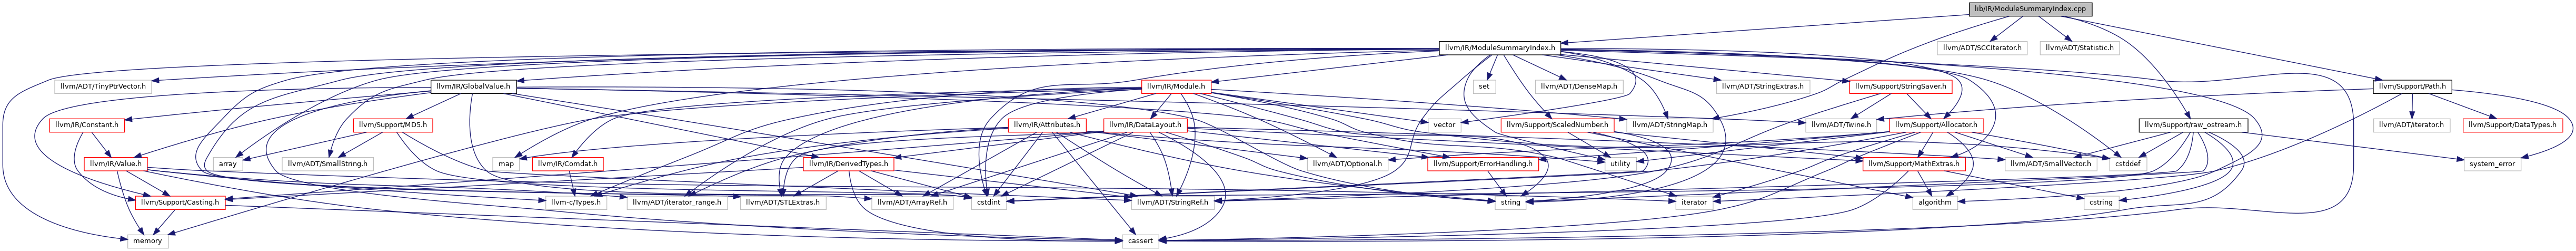 lib/IR/ModuleSummaryIndex.cpp
llvm/IR/ModuleSummaryIndex.h
llvm/ADT/SCCIterator.h
llvm/ADT/Statistic.h
llvm/ADT/TinyPtrVector.h
llvm/IR/GlobalValue.h
llvm/IR/Module.h
set
llvm/ADT/DenseMap.h
llvm/ADT/StringExtras.h
llvm/Support/StringSaver.h
llvm/Support/Path.h
llvm/IR/Constant.h
llvm/Support/MD5.h
llvm/IR/Attributes.h
llvm/IR/DataLayout.h
vector
llvm/Support/ScaledNumber.h
llvm/ADT/StringMap.h
llvm/ADT/Twine.h
llvm/Support/Allocator.h
llvm/Support/raw_ostream.h
llvm/ADT/iterator.h
llvm/Support/DataTypes.h
llvm/IR/Value.h
array
llvm/ADT/SmallString.h
map
llvm/IR/Comdat.h
llvm/ADT/Optional.h
llvm/IR/DerivedTypes.h
llvm/Support/ErrorHandling.h
utility
llvm/Support/MathExtras.h
llvm/ADT/SmallVector.h
cstddef
system_error
llvm/Support/Casting.h
llvm-c/Types.h
llvm/ADT/iterator_range.h
llvm/ADT/STLExtras.h
llvm/ADT/ArrayRef.h
cstdint
llvm/ADT/StringRef.h
string
iterator
algorithm
cstring
memory
cassert